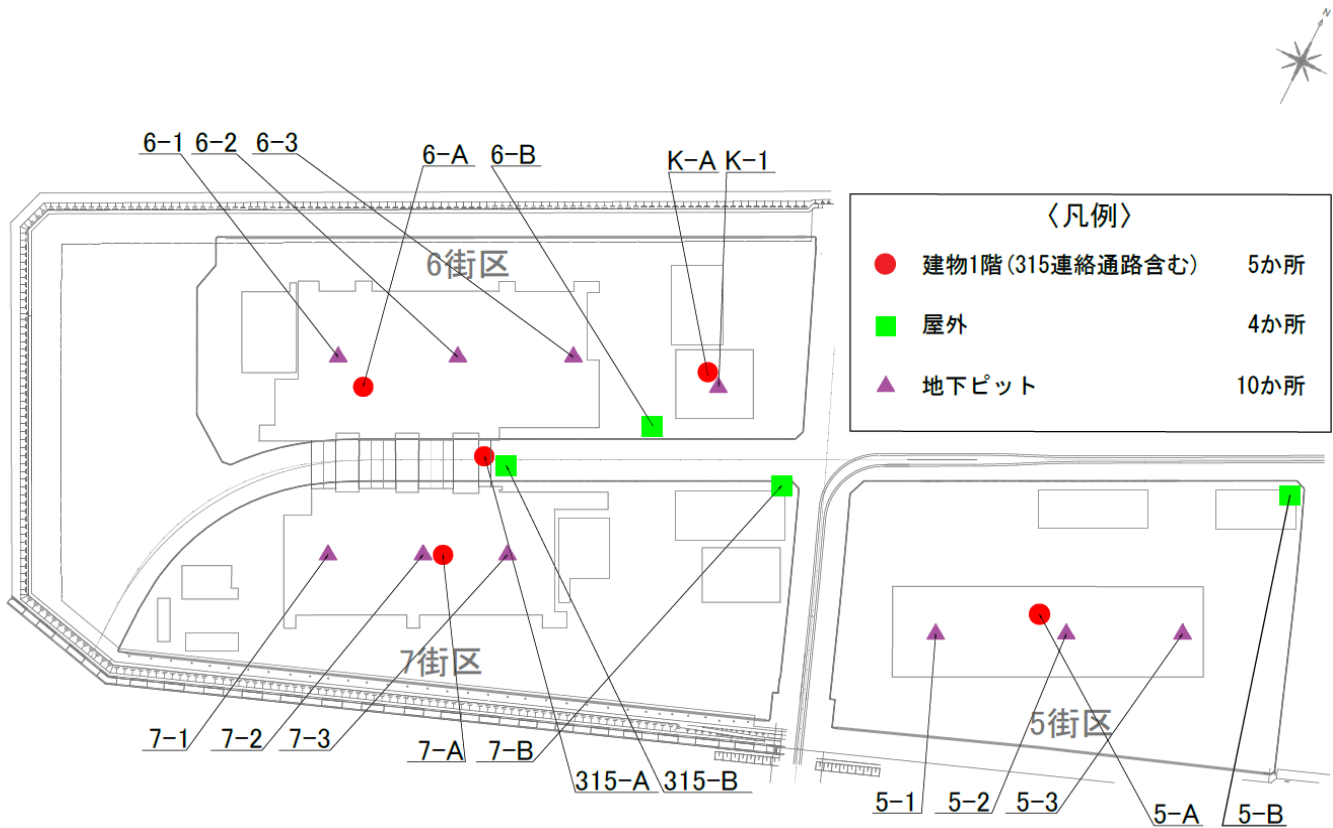 N
6-1 6-2 6-3 6-A 6-B K-A K-1
〈凡例〉
建物1階(315連絡通路含む) 5か所
屋外 4か所
地下ピット 10か所
6街区
7街区
5街区
7-1 7-2 7-3 7-A 7-B
315-A 315-B
5-1 5-2 5-3 5-A 5-B